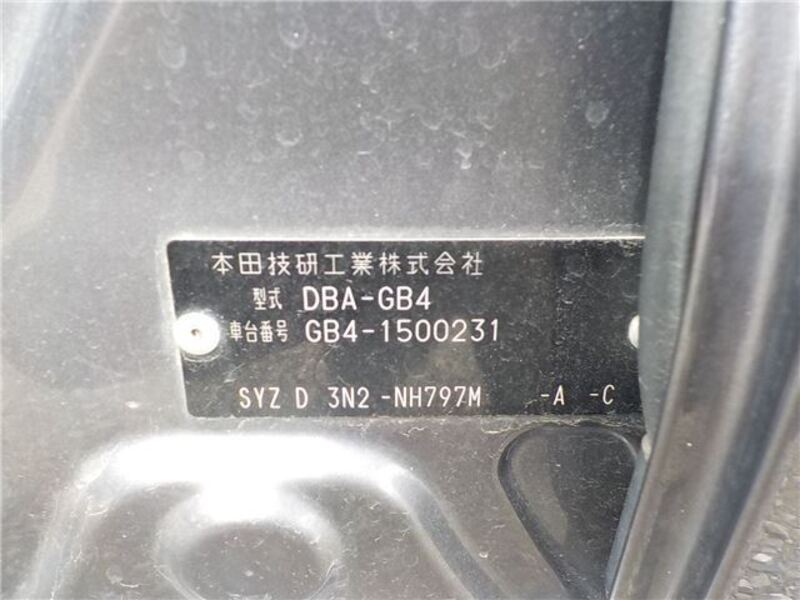 本田技研工業株式会社
型式 DBA-GB4
車台番号 GB4-1500231
SYZ D 3N2 -NH797M -A -C